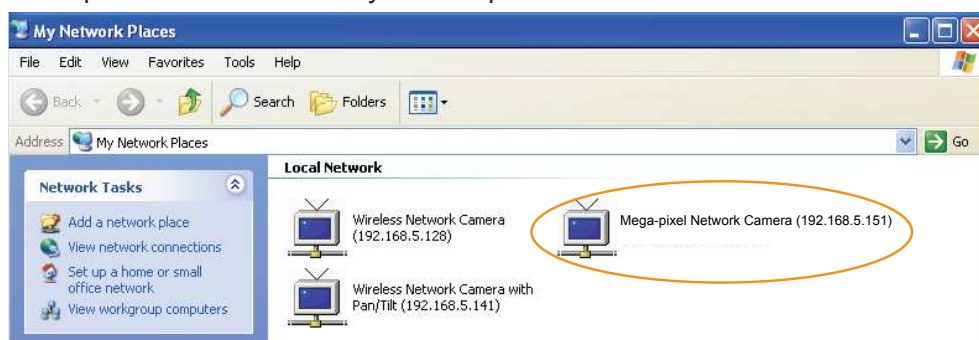 My Network Places
File Edit View Favorites Tools Help
Back Search Folders
Address My Network Places Go
Network Tasks
Add a network place
View network connections
Set up a home or small
office network
View workgroup computers
Local Network
Wireless Network Camera
(192.168.5.128)
Mega-pixel Network Camera (192.168.5.151)
Wireless Network Camera with
Pan/Tilt (192.168.5.141)